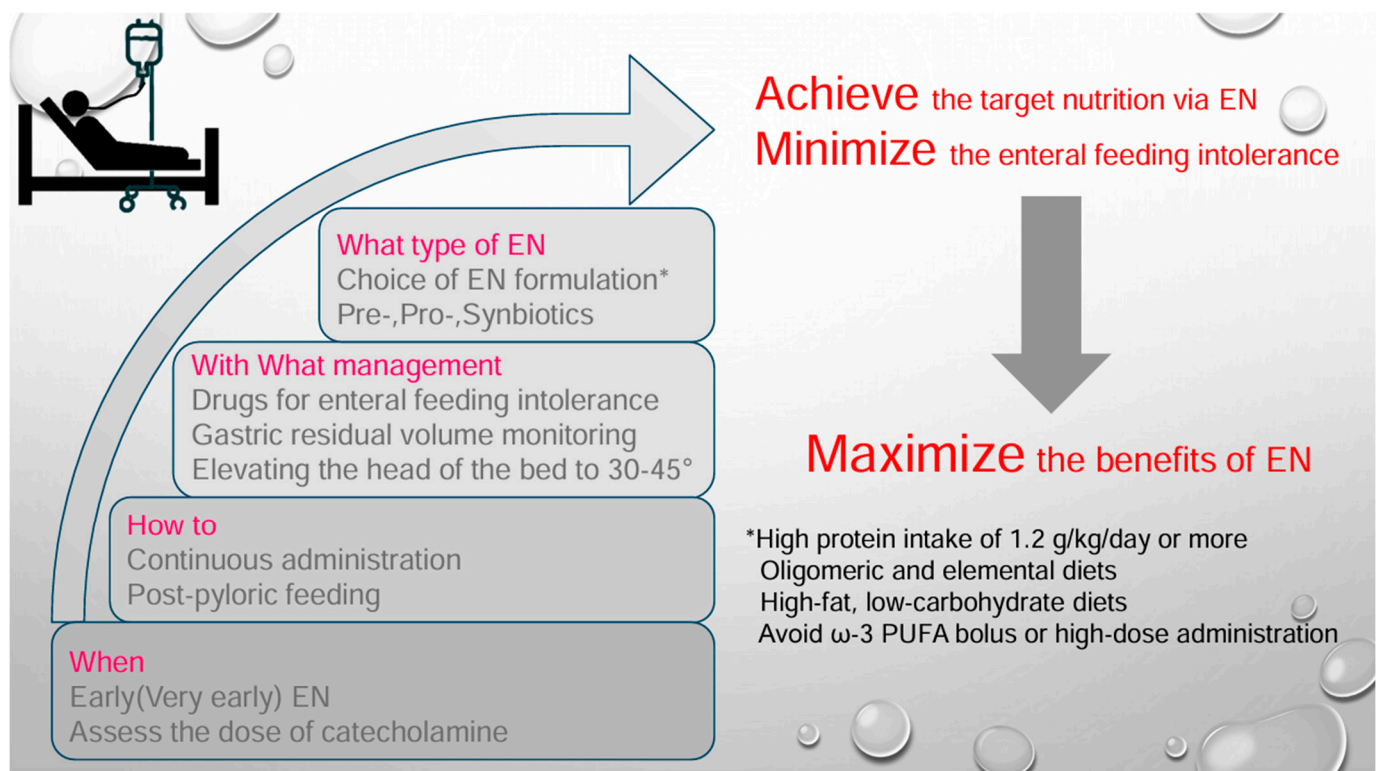 Achieve the target nutrition via EN
Minimize the enteral feeding intolerance
Maximize the benefits of EN
What type of EN
Choice of EN formulation*
Pre-,Pro-,Synbiotics
With What management
Drugs for enteral feeding intolerance
Gastric residual volume monitoring
Elevating the head of the bed to 30-45°
How to
Continuous administration
Post-pyloric feeding
When
Early(Very early) EN
Assess the dose of catecholamine
*High protein intake of 1.2 g/kg/day or more
Oligomeric and elemental diets
High-fat, low-carbohydrate diets
Avoid ω-3 PUFA bolus or high-dose administration